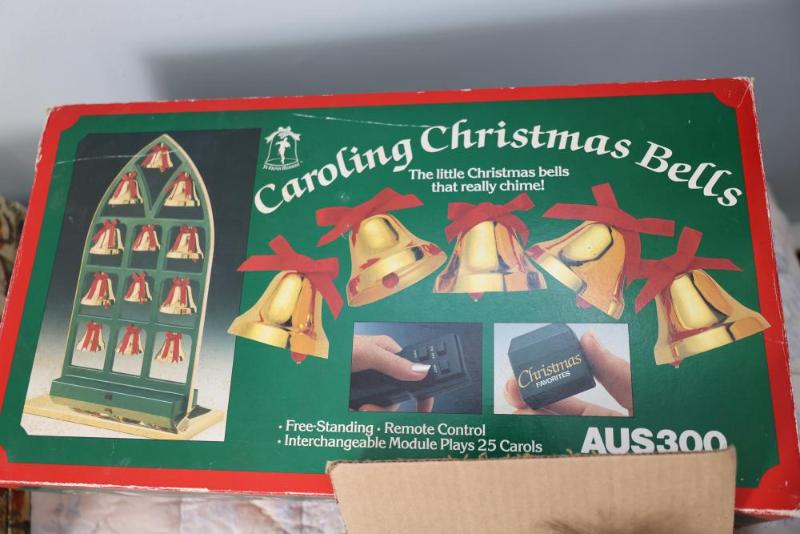 Caroling Christmas Bells
The little Christmas bells
that really chime!
Christmas
FAVORITES
· Free-Standing · Remote Control
· Interchangeable Module Plays 25 Carols
AUS300